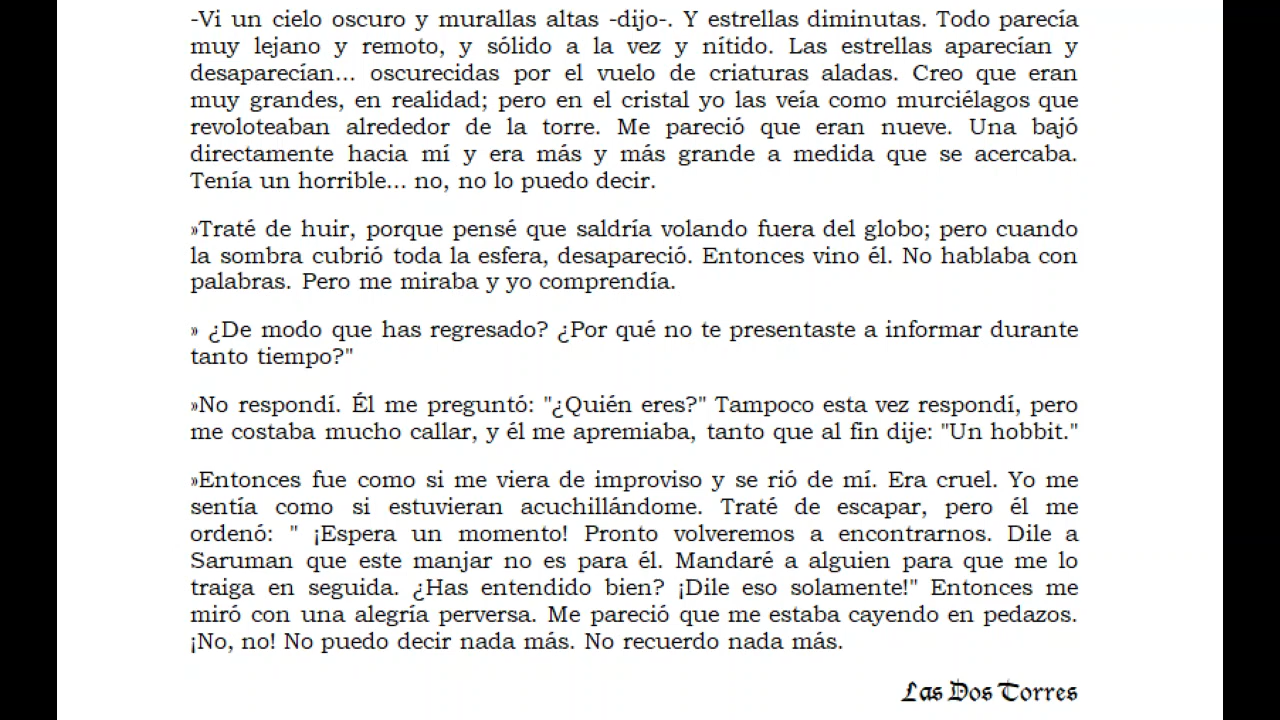 -Vi un cielo oscuro y murallas altas -dijo-. Y estrellas diminutas. Todo parecía
muy lejano y remoto, y sólido a la vez y nítido. Las estrellas aparecían y
desaparecían... oscurecidas por el vuelo de criaturas aladas. Creo que eran
muy grandes, en realidad; pero en el cristal yo las veía como murciélagos que
revoloteaban alrededor de la torre. Me pareció que eran nueve. Una bajó
directamente hacia mí y era más y más grande a medida que se acercaba.
Tenía un horrible... no, no lo puedo decir.
»Traté de huir, porque pensé que saldría volando fuera del globo; pero cuando
la sombra cubrió toda la esfera, desapareció. Entonces vino él. No hablaba con
palabras. Pero me miraba y yo comprendía.
» ¿De modo que has regresado? ¿Por qué no te presentaste a informar durante
tanto tiempo?"
»No respondí. Él me preguntó: "¿Quién eres?" Tampoco esta vez respondí, pero
me costaba mucho callar, y él me apremiaba, tanto que al fin dije: "Un hobbit."
»Entonces fue como si me viera de improviso y se rió de mí. Era cruel. Yo me
sentía como si estuvieran acuchillándome. Traté de escapar, pero él me
ordenó: " ¡Espera un momento! Pronto volveremos a encontrarnos. Dile a
Saruman que este manjar no es para él. Mandaré a alguien para que me lo
traiga en seguida. ¿Has entendido bien? ¡Dile eso solamente!" Entonces me
miró con una alegría perversa. Me pareció que me estaba cayendo en pedazos.
¡No, no! No puedo decir nada más. No recuerdo nada más.
Las Dos Torres